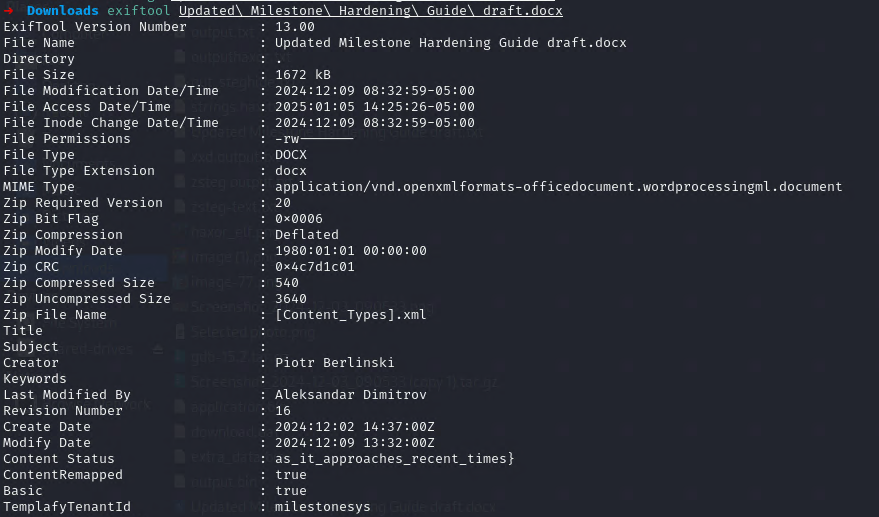 → Downloads exiftool Updated\ Milestone\ Hardening\ Guide\ draft.docx
ExifTool Version Number : 13.00
File Name : Updated Milestone Hardening Guide draft.docx
Directory : .
File Size : 1672 kB
File Modification Date/Time : 2024:12:09 08:32:59-05:00
File Access Date/Time : 2025:01:05 14:25:26-05:00
File Inode Change Date/Time : 2024:12:09 08:32:59-05:00
File Permissions : -rw-------
File Type : DOCX
File Type Extension : docx
MIME Type : application/vnd.openxmlformats-officedocument.wordprocessingml.document
Zip Required Version : 20
Zip Bit Flag : 0x0006
Zip Compression : Deflated
Zip Modify Date : 1980:01:01 00:00:00
Zip CRC : 0x4c7d1c01
Zip Compressed Size : 540
Zip Uncompressed Size : 3640
Zip File Name : [Content_Types].xml
Title :
Subject :
Creator : Piotr Berlinski
Keywords :
Last Modified By : Aleksandar Dimitrov
Revision Number : 16
Create Date : 2024:12:02 14:37:00Z
Modify Date : 2024:12:09 13:32:00Z
Content Status : as_it_approaches_recent_times}
ContentRemapped : true
Basic : true
TemplafyTenantId : milestonesys